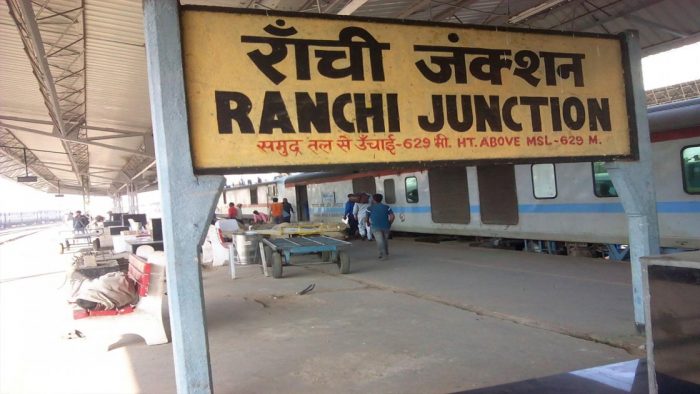 राँची जंक्शन
RANCHI JUNCTION
समुद्र तल से उँचाई-629 मी. HT. ABOVE MSL-629 M.